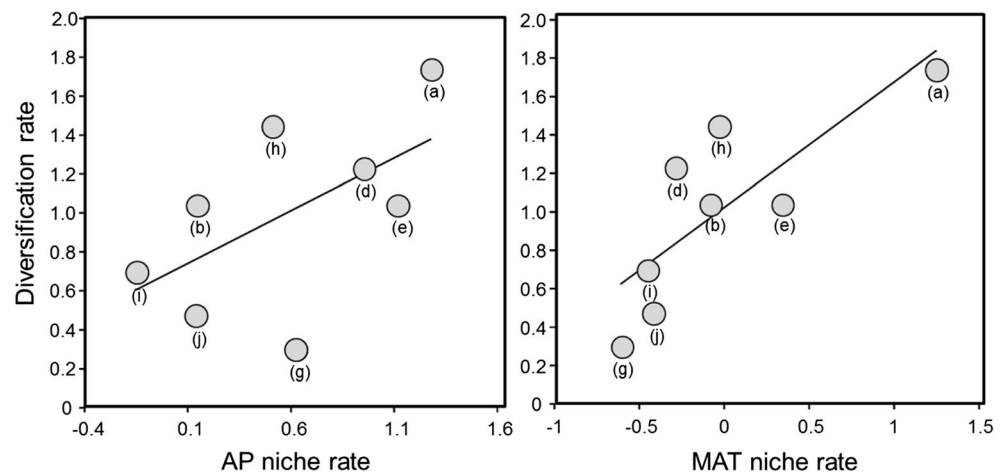 Diversification rate
2.0
1.8
1.6
1.4
1.2
1.0
0.8
0.6
0.4
0.2
0
-0.4
0.1
0.6
1.1
1.6
AP niche rate
(a)
(h)
(d)
(b)
(e)
(i)
(j)
(g)
2.0
1.8
1.6
1.4
1.2
1.0
0.8
0.6
0.4
0.2
0
-1
-0.5
0
0.5
1
1.5
MAT niche rate
(a)
(h)
(d)
(b)
(e)
(i)
(j)
(g)